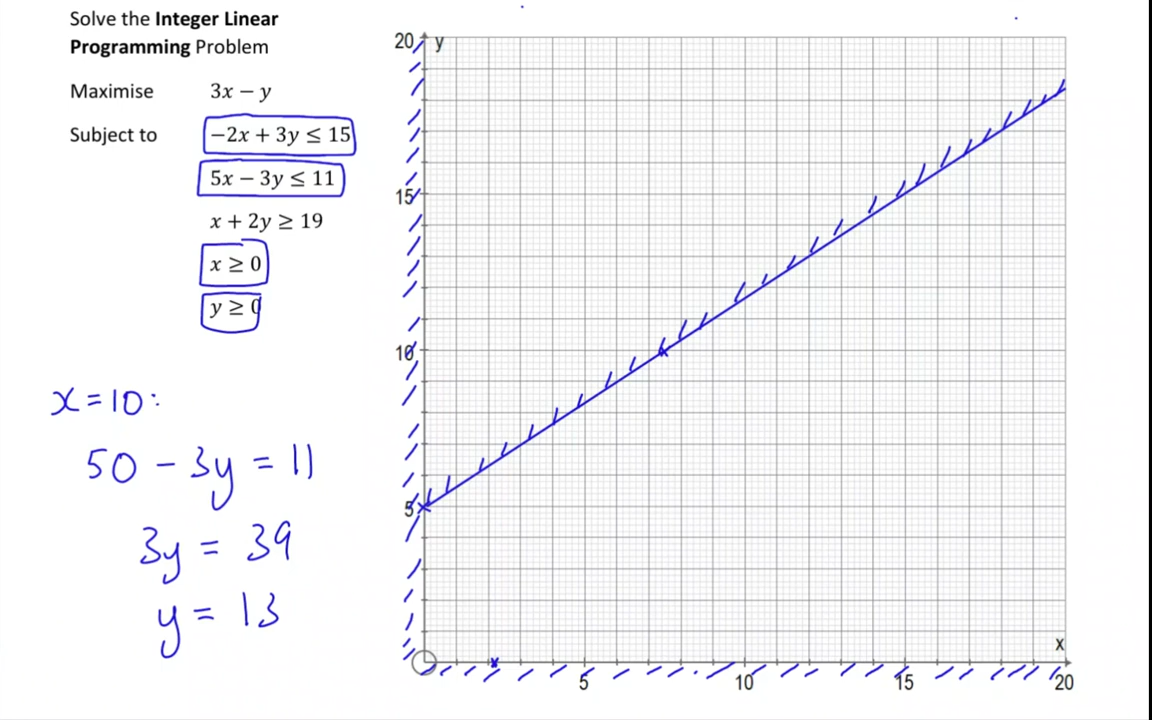 Solve the Integer Linear
Programming Problem
Maximise 3x − y
Subject to −2x + 3y ≤ 15
5x − 3y ≤ 11
x + 2y ≥ 19
x ≥ 0
y ≥ 0
x = 10:
50 − 3y = 11
3y = 39
y = 13
y
20
15
10
5
x
5 10 15 20